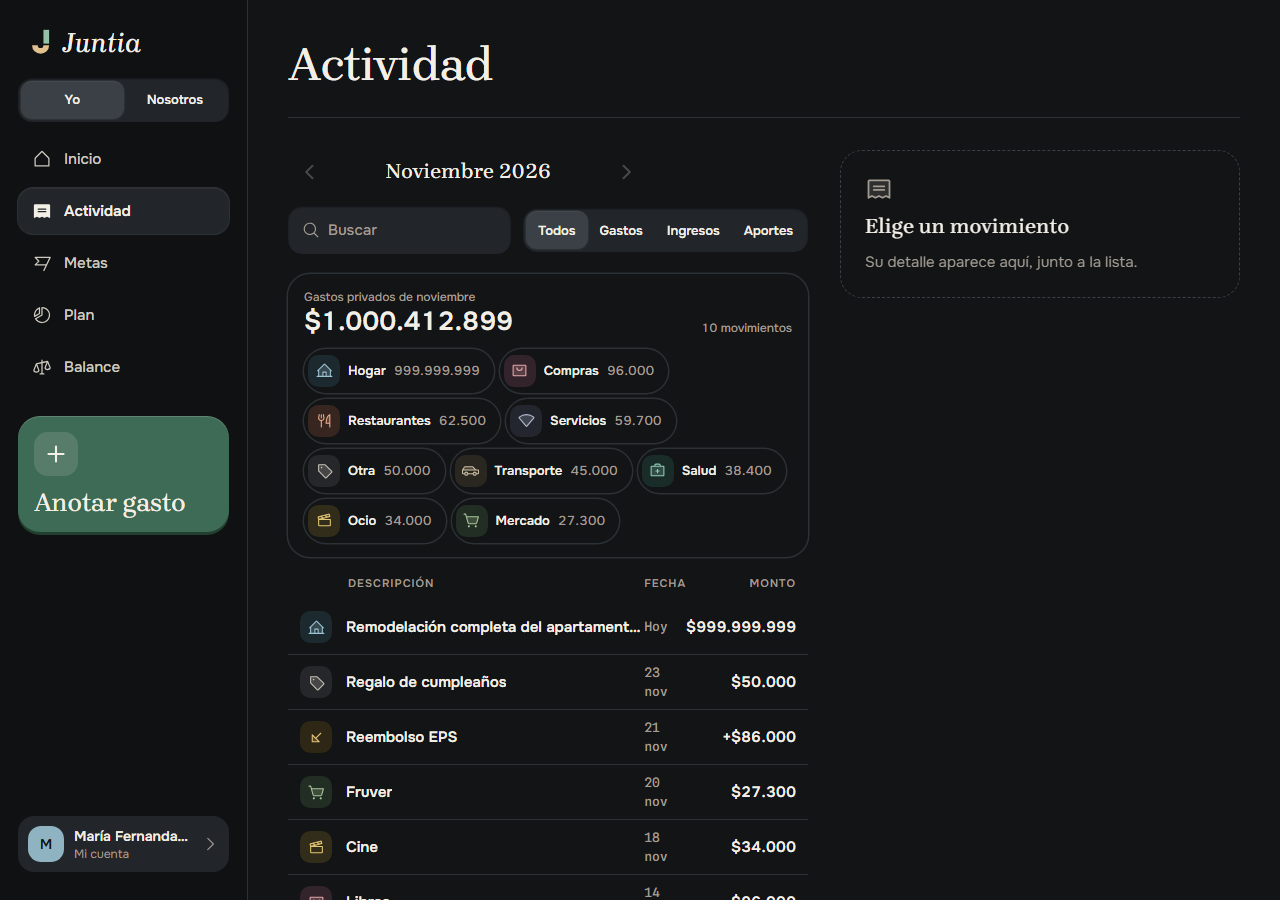 Juntia
Yo
Nosotros
Inicio
Actividad
Metas
Plan
Balance
Anotar gasto
M
María Fernanda...
Mi cuenta
Actividad
Noviembre 2026
Buscar
Todos
Gastos
Ingresos
Aportes
Gastos privados de noviembre
$1.000.412.899
10 movimientos
Hogar 999.999.999
Compras 96.000
Restaurantes 62.500
Servicios 59.700
Otra 50.000
Transporte 45.000
Salud 38.400
Ocio 34.000
Mercado 27.300
DESCRIPCIÓN FECHA MONTO
Remodelación completa del apartament... Hoy $999.999.999
Regalo de cumpleaños 23 nov $50.000
Reembolso EPS 21 nov +$86.000
Fruver 20 nov $27.300
Cine 18 nov $34.000
14
Elige un movimiento
Su detalle aparece aquí, junto a la lista.